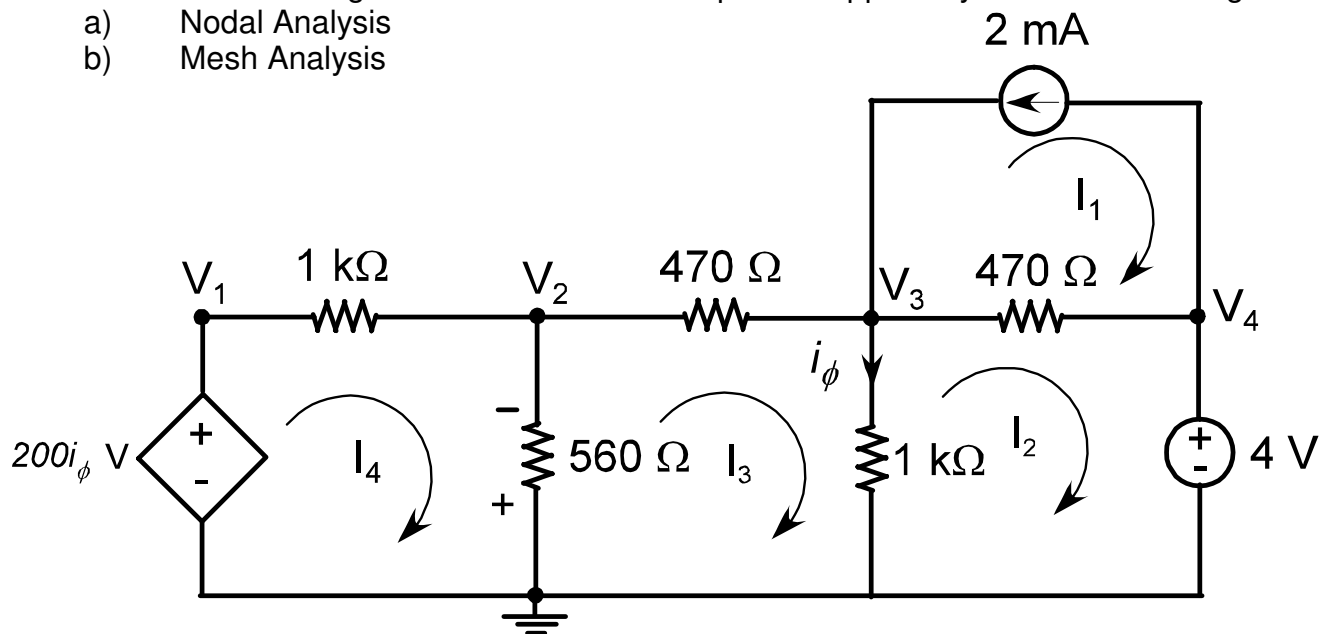 a) Nodal Analysis
b) Mesh Analysis
2 mA
I₁
V₁
1 kΩ
V₂
470 Ω
V₃
470 Ω
V₄
iϕ
200iϕ V
+
-
I₄
–
+
560 Ω
I₃
1 kΩ
I₂
+
-
4 V